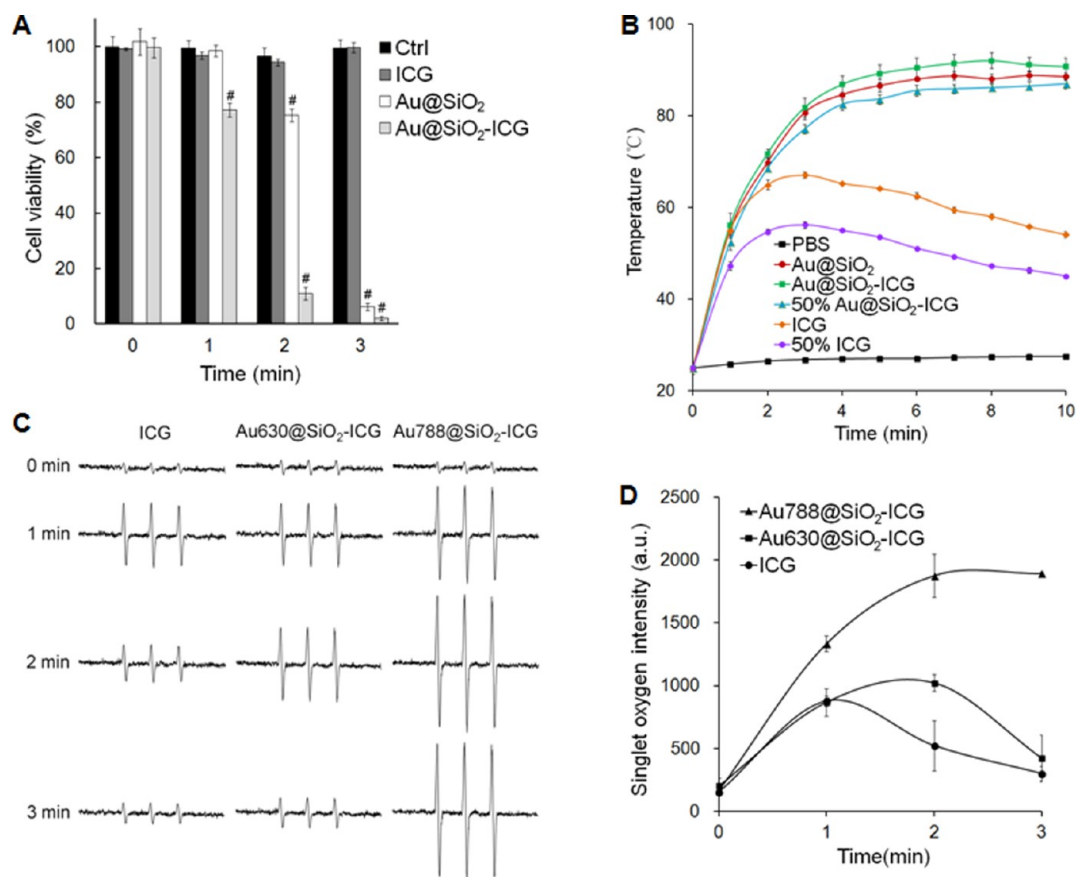 A
Cell viability (%)
120
100
80
60
40
20
0
0 1 2 3
Time (min)
Ctrl
ICG
Au@SiO₂
Au@SiO₂-ICG
#
#
#
#
#
B
Temperature (℃)
100
80
60
40
20
0 2 4 6 8 10
Time (min)
PBS
Au@SiO₂
Au@SiO₂-ICG
50% Au@SiO₂-ICG
ICG
50% ICG
C
ICG Au630@SiO₂-ICG Au788@SiO₂-ICG
0 min
1 min
2 min
3 min
D
Singlet oxygen intensity (a.u.)
2500
2000
1500
1000
500
0
0 1 2 3
Time(min)
Au788@SiO₂-ICG
Au630@SiO₂-ICG
ICG